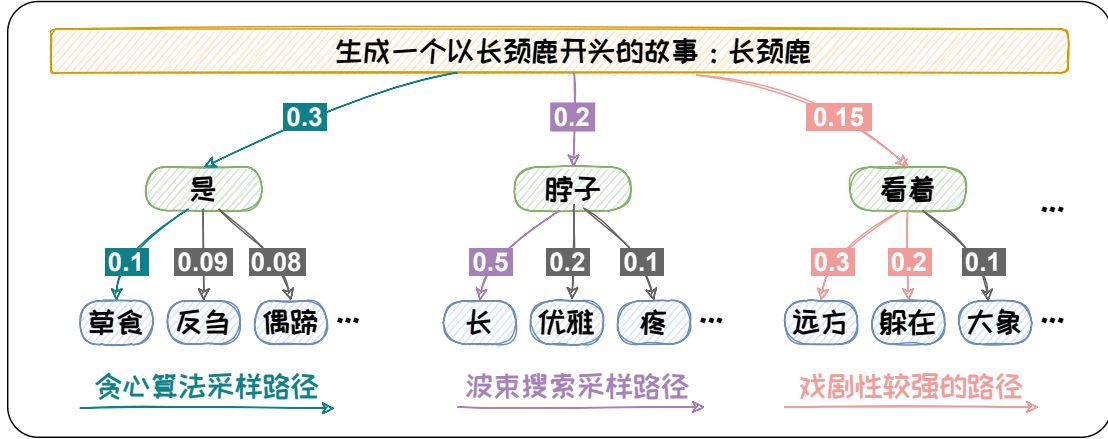 生成一个以长颈鹿开头的故事:长颈鹿
0.3 0.2 0.15
是 脖子 看着 ...
0.1 0.09 0.08 0.5 0.2 0.1 0.3 0.2 0.1
草食 反刍 偶蹄 ... 长 优雅 疼 ... 远方 躲在 大象 ...
贪心算法采样路径 波束搜索采样路径 戏剧性较强的路径